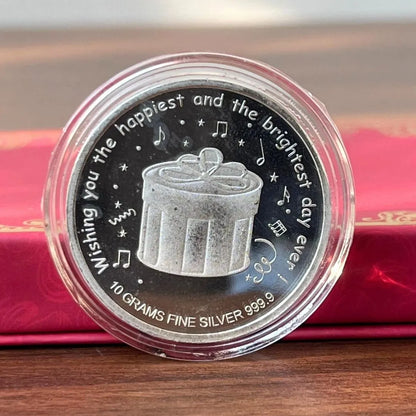 Wishing you the happiest and the brightest day ever !
10 GRAMS FINE SILVER 999.9